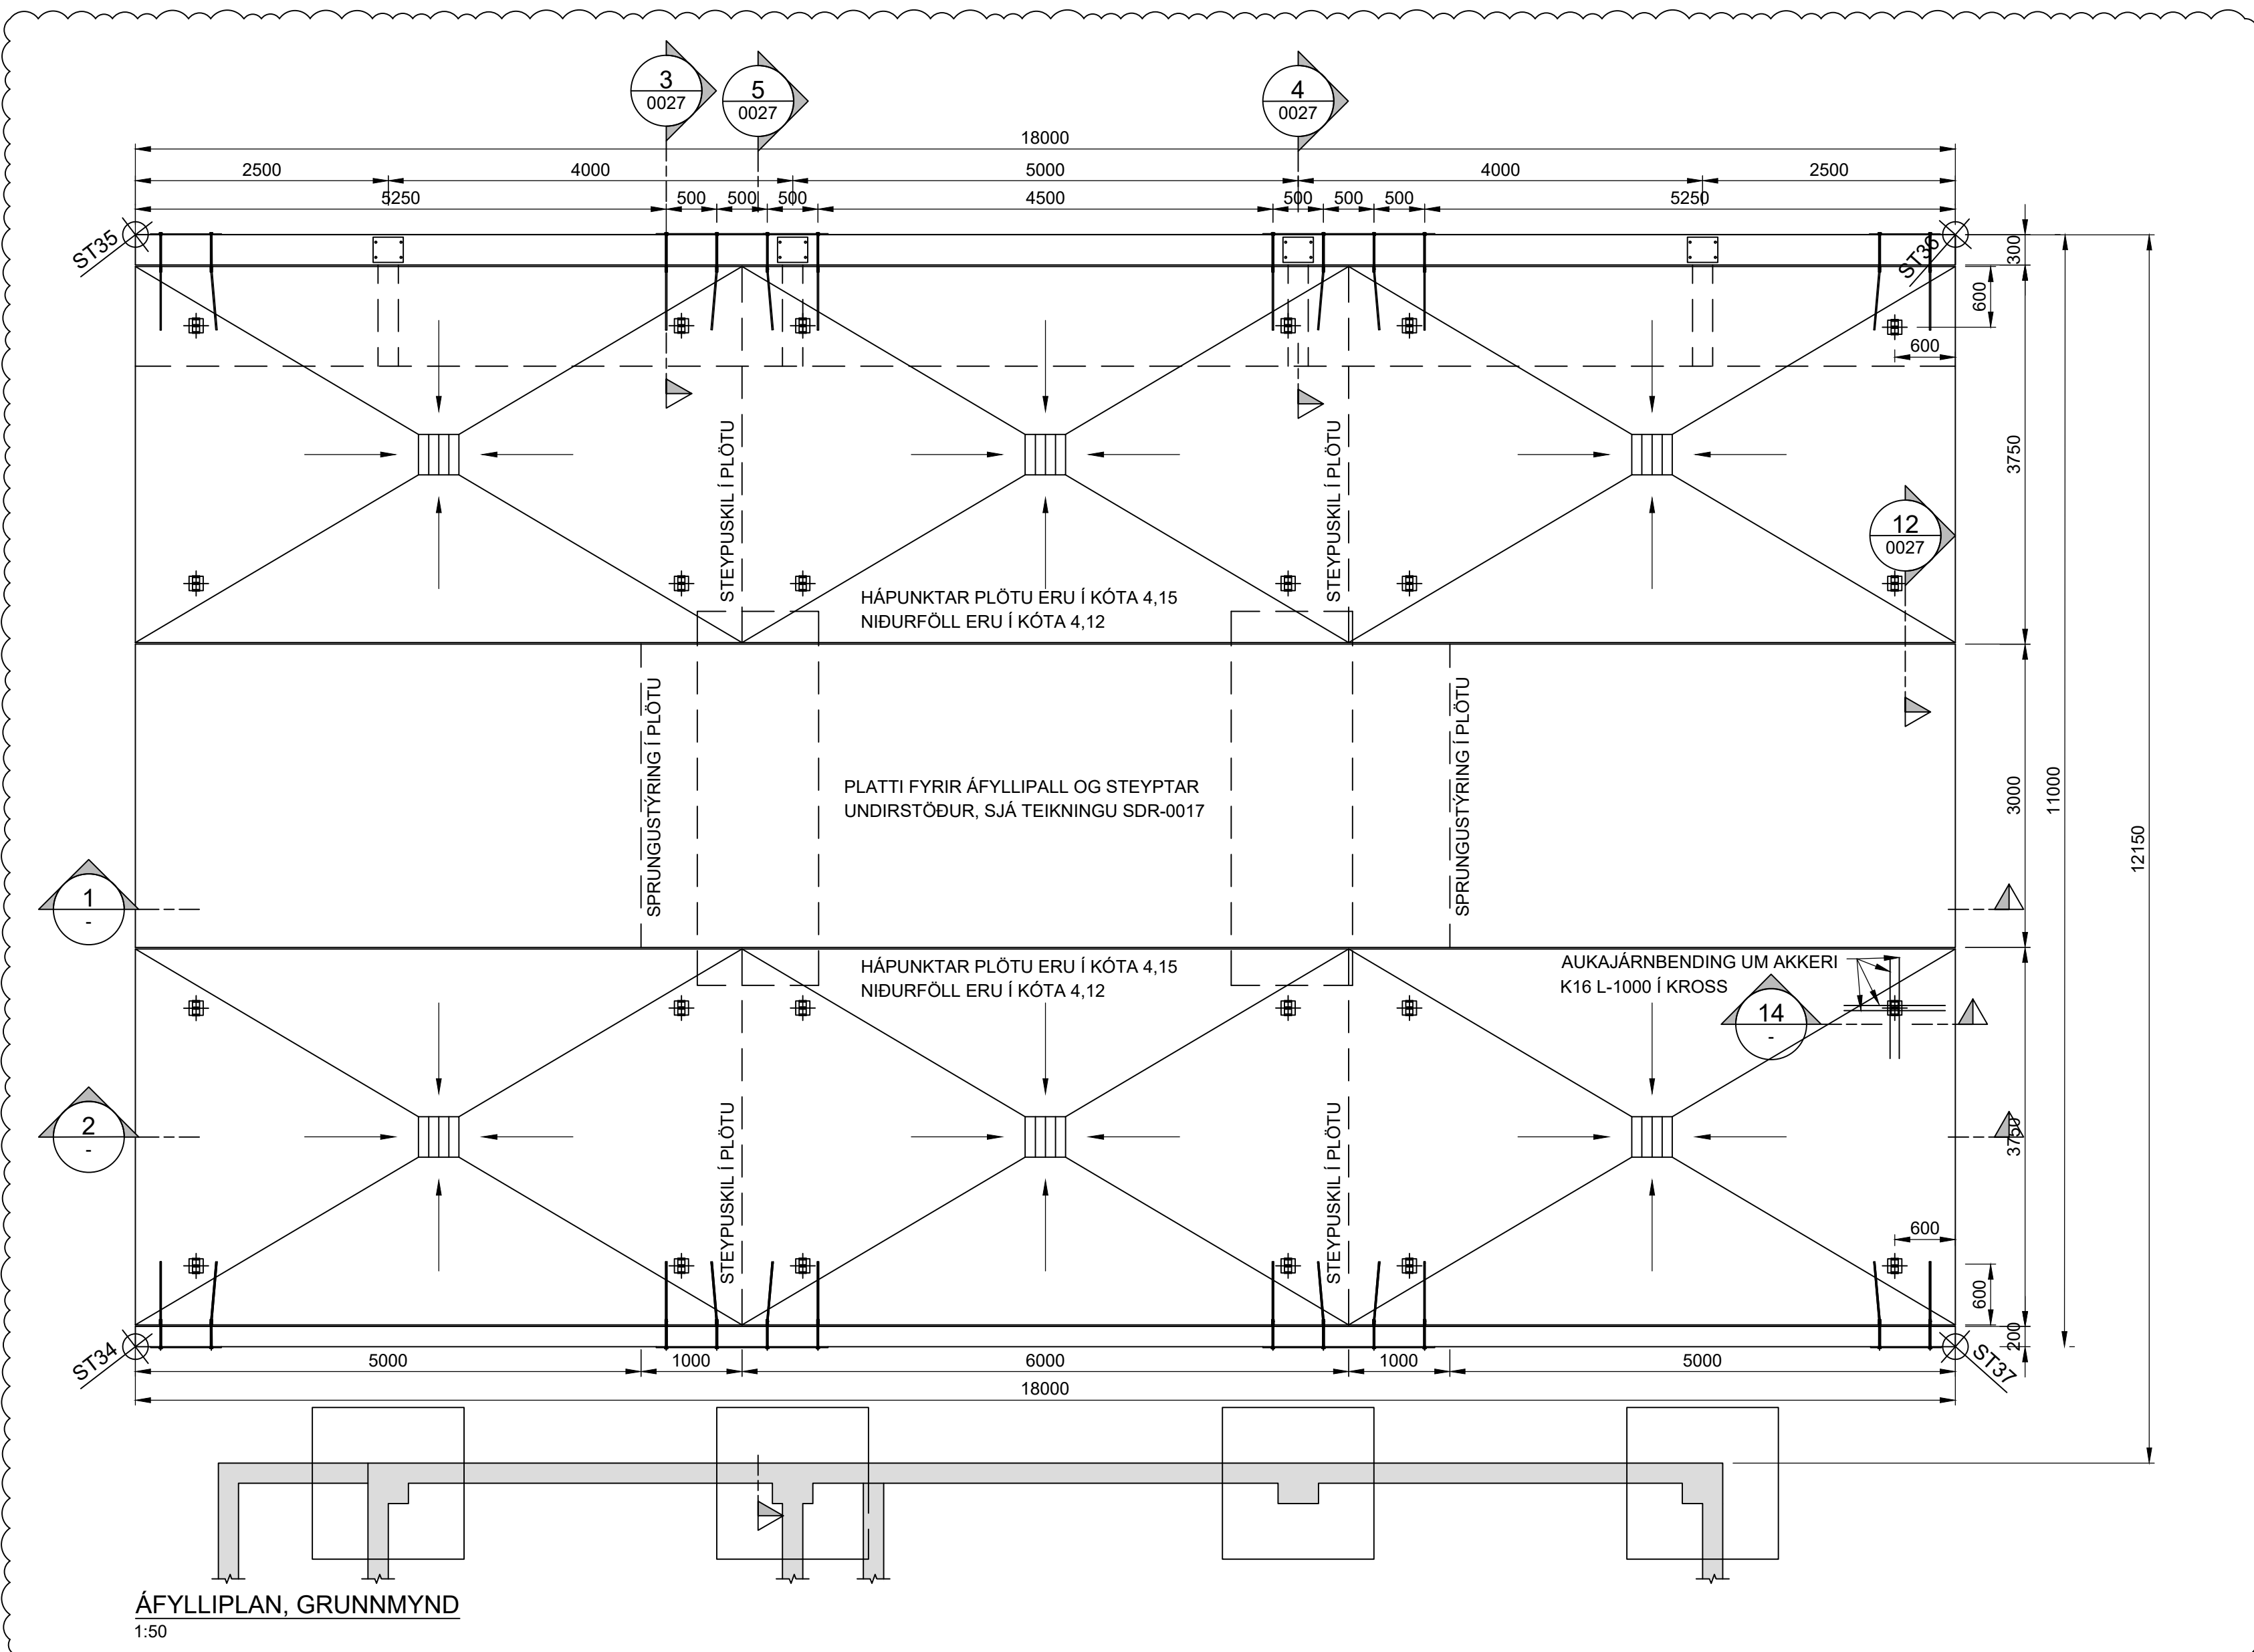 3
0027
5
0027
4
0027
18000
2500
4000
5000
4000
2500
5250
500
500
500
4500
500
500
500
5250
ST35
ST36
300
600
600
STEYPUSKIL Í PLÖTU
STEYPUSKIL Í PLÖTU
3750
12
0027
HÁPUNKTAR PLÖTU ERU Í KÓTA 4,15
NIÐURFÖLL ERU Í KÓTA 4,12
SPRUNGUSTÝRING Í PLÖTU
SPRUNGUSTÝRING Í PLÖTU
PLATTI FYRIR ÁFYLLIPALL OG STEYPTAR
UNDIRSTÖÐUR, SJÁ TEIKNINGU SDR-0017
3000
11000
12150
1
-
HÁPUNKTAR PLÖTU ERU Í KÓTA 4,15
NIÐURFÖLL ERU Í KÓTA 4,12
AUKAJÁRNBENDING UM AKKERI
K16 L-1000 Í KROSS
14
-
2
-
STEYPUSKIL Í PLÖTU
STEYPUSKIL Í PLÖTU
3750
600
600
200
ST34
ST37
5000
1000
6000
1000
5000
18000
ÁFYLLIPLAN, GRUNNMYND
1:50